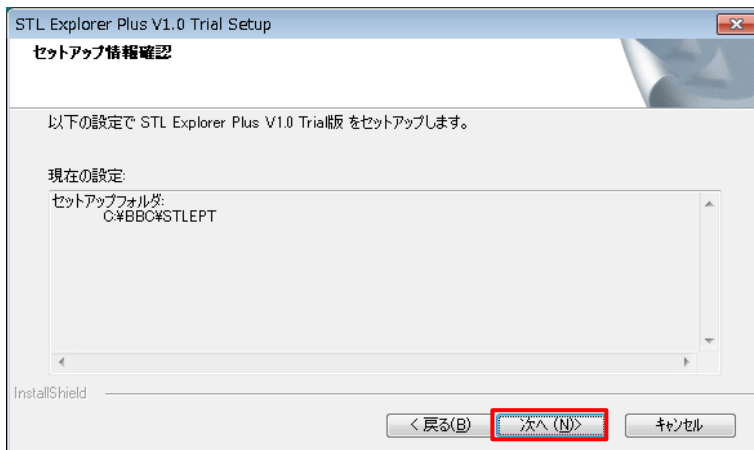 STL Explorer Plus V1.0 Trial Setup
セットアップ情報確認
以下の設定で STL Explorer Plus V1.0 Trial版 をセットアップします。
現在の設定:
セットアップフォルダ:
C:¥BBC¥STLEPT
InstallShield
< 戻る(B)
次へ (N)>
キャンセル